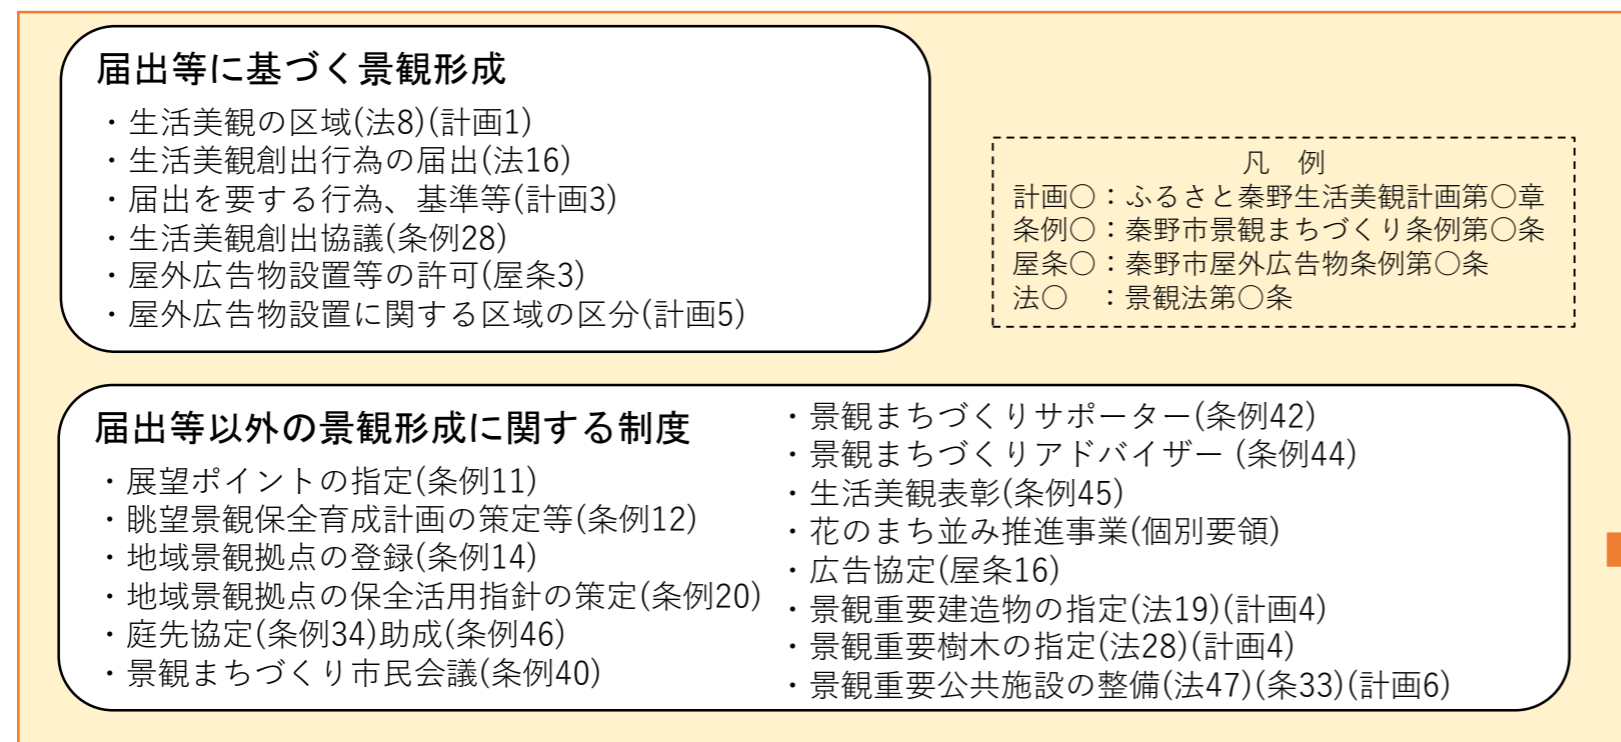 届出等に基づく景観形成
・生活美観の区域(法8)(計画1)
・生活美観創出行為の届出(法16)
・届出を要する行為、基準等(計画3)
・生活美観創出協議(条例28)
・屋外広告物設置等の許可(屋条3)
・屋外広告物設置に関する区域の区分(計画5)
凡　例
計画○：ふるさと秦野生活美観計画第○章
条例○：秦野市景観まちづくり条例第○条
屋条○：秦野市屋外広告物条例第○条
法○　：景観法第○条
届出等以外の景観形成に関する制度
・展望ポイントの指定(条例11)
・眺望景観保全育成計画の策定等(条例12)
・地域景観拠点の登録(条例14)
・地域景観拠点の保全活用指針の策定(条例20)
・庭先協定(条例34)助成(条例46)
・景観まちづくり市民会議(条例40)
・景観まちづくりサポーター(条例42)
・景観まちづくりアドバイザー (条例44)
・生活美観表彰(条例45)
・花のまち並み推進事業(個別要領)
・広告協定(屋条16)
・景観重要建造物の指定(法19)(計画4)
・景観重要樹木の指定(法28)(計画4)
・景観重要公共施設の整備(法47)(条33)(計画6)